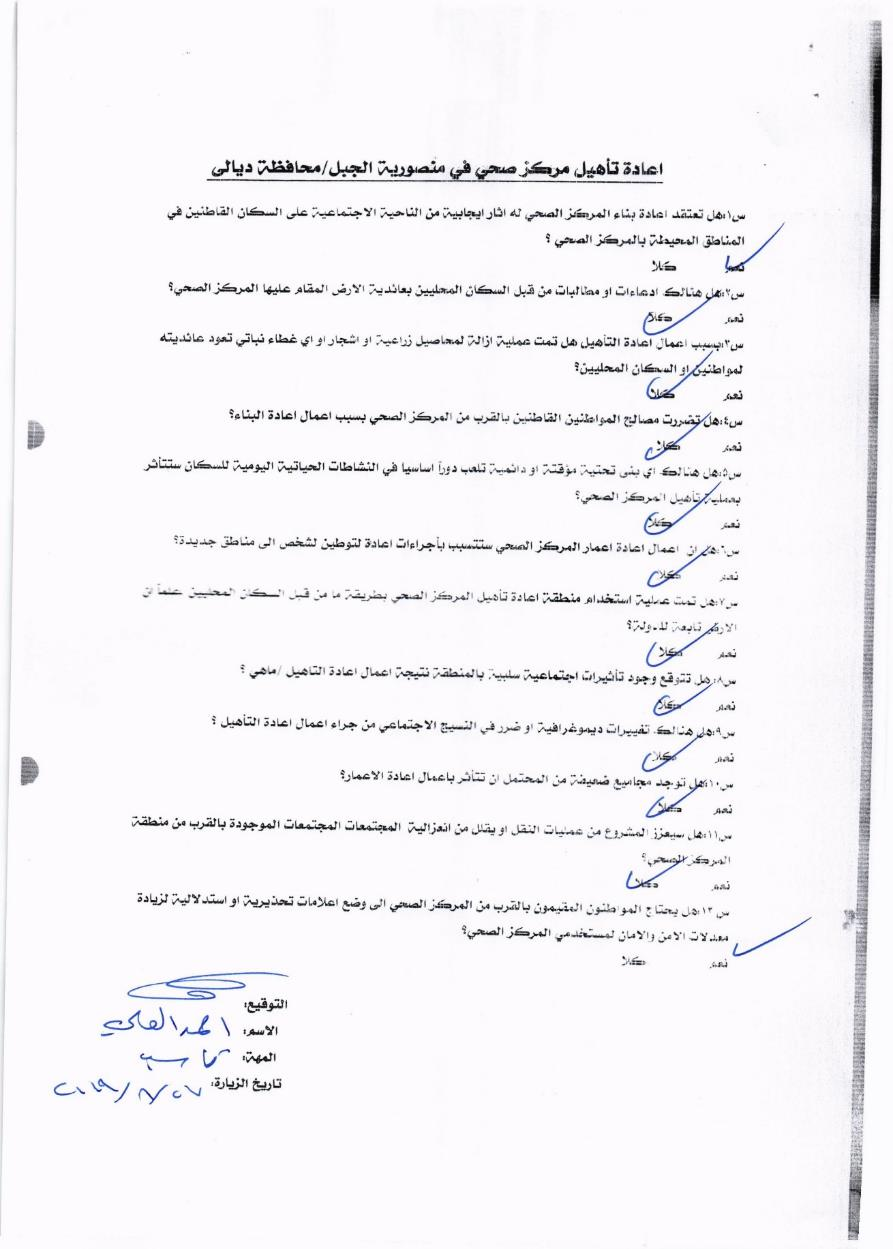 اعادة تأهيل مركز صحي في منصورية الجبل/محافظة ديالى
س١:هل تعتقد اعادة بناء المركز الصحي له اثار ايجابية من الناحية الاجتماعية على السكان القاطنين في
المناطق المحيطة بالمركز الصحي ؟
نعم كلا
س٢:هل هنالك ادعاءات او مطالبات من قبل السكان المحليين بعائدية الارض المقام عليها المركز الصحي؟
نعم كلا
س٣:بسبب اعمال اعادة التأهيل هل تمت عملية ازالة لمحاصيل زراعية او اشجار او اي غطاء نباتي تعود عائديته
لمواطنين او السكان المحليين؟
نعم كلا
س٤:هل تضررت مصالح المواطنين القاطنين بالقرب من المركز الصحي بسبب اعمال اعادة البناء؟
نعم كلا
س٥:هل هنالك اي بنى تحتية مؤقتة او دائمية تلعب دوراً اساسيا في النشاطات الحياتية اليومية للسكان ستتأثر
بعملية تأهيل المركز الصحي؟
نعم كلا
س٦:هل ان اعمال اعادة اعمار المركز الصحي ستتسبب بأجراءات اعادة لتوطين لشخص الى مناطق جديدة؟
نعم كلا
س٧:هل تمت عملية استخدام منطقة اعادة تأهيل المركز الصحي بطريقة ما من قبل السكان المحليين علماً ان
الارض تابعة للدولة؟
نعم كلا
س٨:هل تتوقع وجود تأثيرات اجتماعية سلبية بالمنطقة نتيجة اعمال اعادة التاهيل /ماهي ؟
نعم كلا
س٩:هل هنالك تغييرات ديموغرافية او ضرر في النسيج الاجتماعي من جراء اعمال اعادة التأهيل ؟
نعم كلا
س١٠:هل توجد مجاميع ضعيفة من المحتمل ان تتأثر باعمال اعادة الاعمار؟
نعم كلا
س١١:هل سيعزز المشروع من عمليات النقل او يقلل من انعزالية المجتمعات المجتمعات الموجودة بالقرب من منطقة
المركز الصحي؟
نعم كلا
س١٢:هل يحتاج المواطنون المقيمون بالقرب من المركز الصحي الى وضع اعلامات تحذيرية او استدلالية لزيادة
معدلات الامن والامان لمستخدمي المركز الصحي؟
نعم كلا
التوقيع:
الاسم: احمد العلي
المهة: كاسب
تاريخ الزيارة: